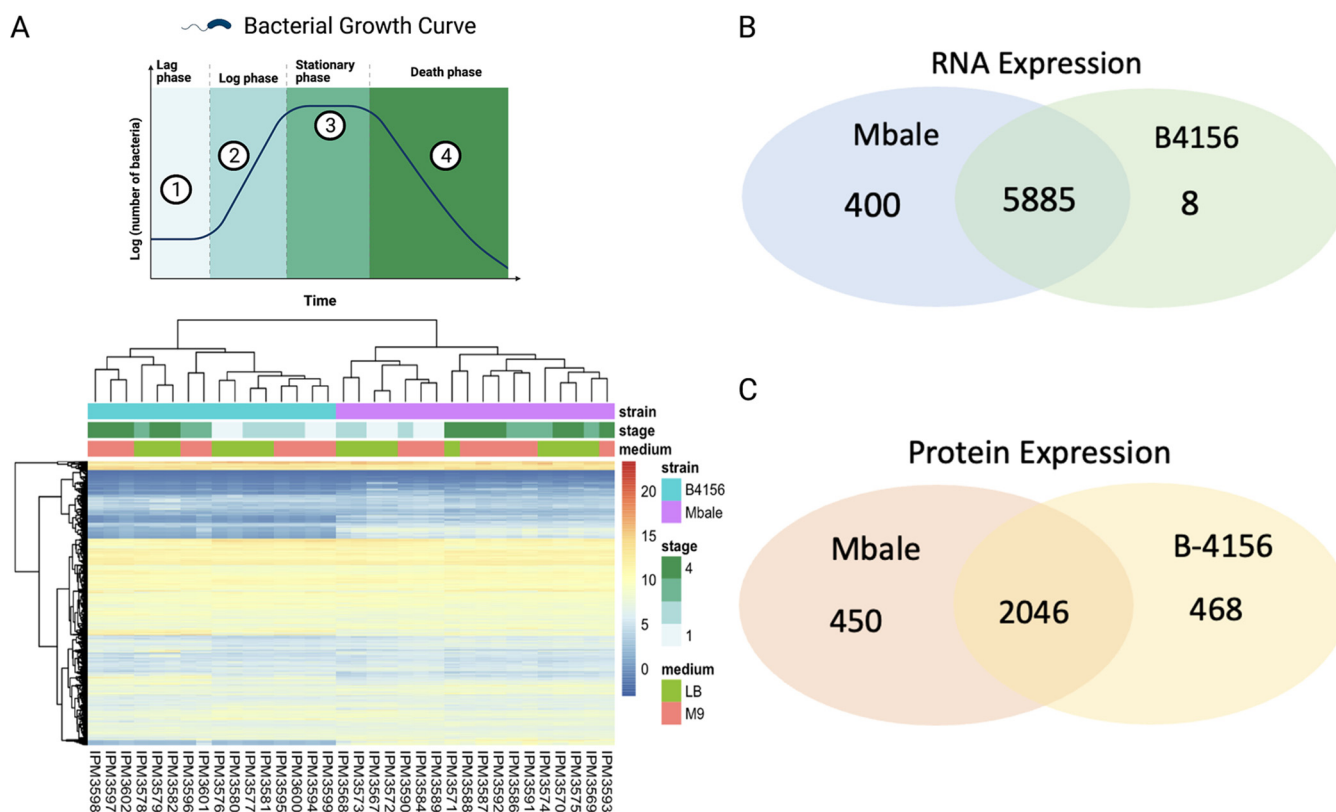 A
Bacterial Growth Curve
Lag
phase
Log phase
Stationary
phase
Death phase
Log (number of bacteria)
1
2
3
4
Time
strain
stage
medium
strain
B4156
Mbale
stage
4
1
medium
LB
M9
20
15
10
5
0
IPM3598
IPM3597
IPM3602
IPM3578
IPM3579
IPM3582
IPM3596
IPM3601
IPM3576
IPM3580
IPM3577
IPM3581
IPM3595
IPM3600
IPM3594
IPM3599
IPM3568
IPM3573
IPM3567
IPM3572
IPM3590
IPM3584
IPM3589
IPM3571
IPM3588
IPM3587
IPM3592
IPM3586
IPM3591
IPM3574
IPM3570
IPM3575
IPM3569
IPM3593
B
RNA Expression
Mbale
B4156
400
5885
8
C
Protein Expression
Mbale
B-4156
450
2046
468